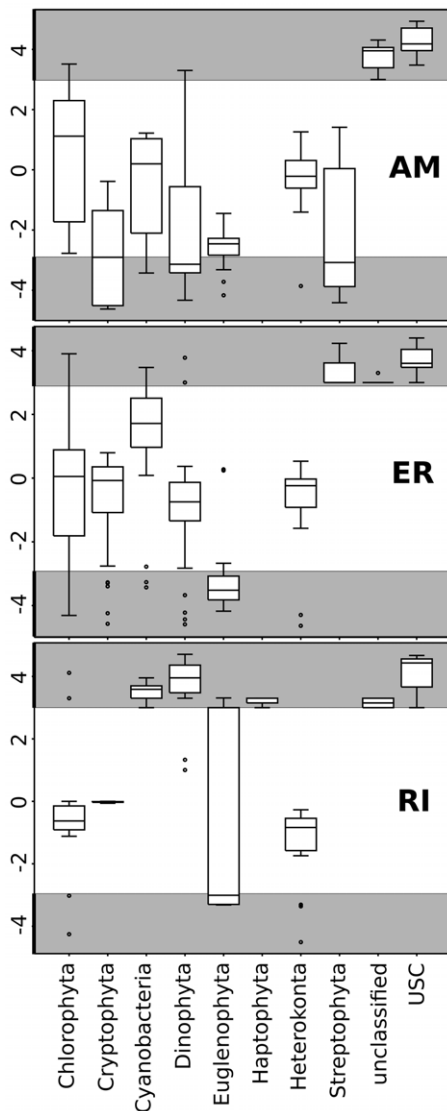 4
2
0
-2
-4
AM
4
2
0
-2
-4
ER
4
2
0
-2
-4
RI
Chlorophyta
Cryptophyta
Cyanobacteria
Dinophyta
Euglenophyta
Haptophyta
Heterokonta
Streptophyta
unclassified
USC